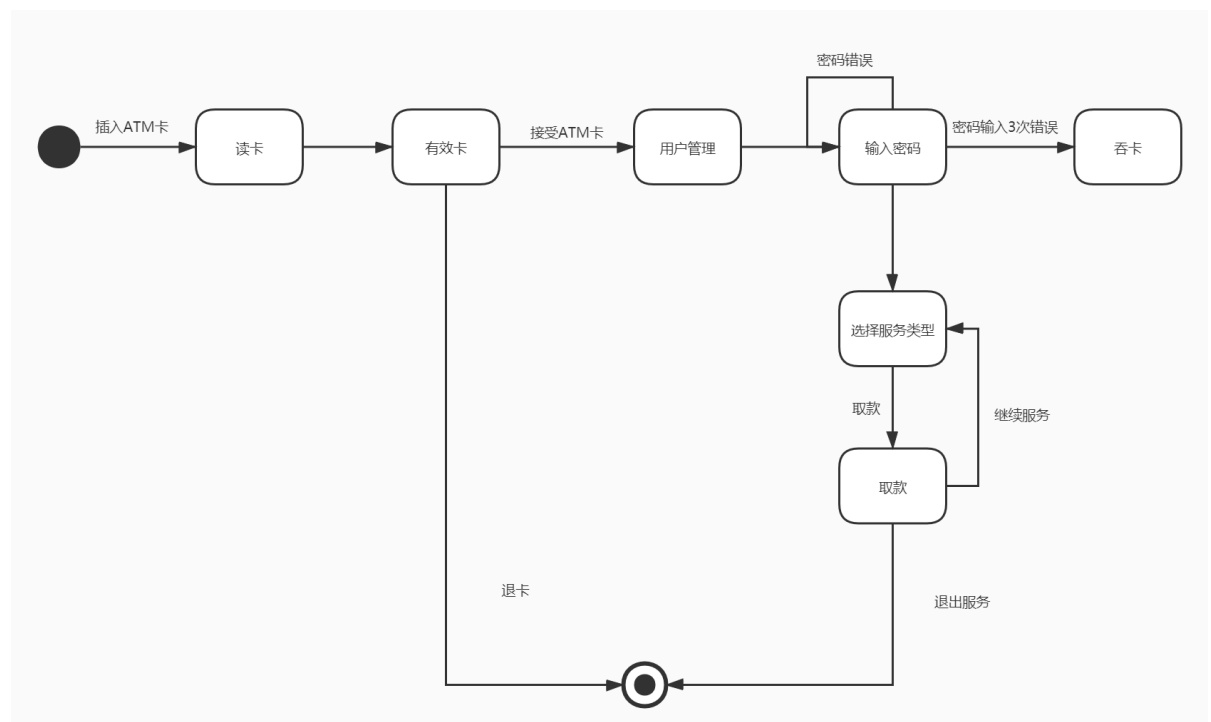 密码错误
插入ATM卡
读卡
有效卡
接受ATM卡
用户管理
输入密码
密码输入3次错误
吞卡
选择服务类型
取款
继续服务
取款
退卡
退出服务